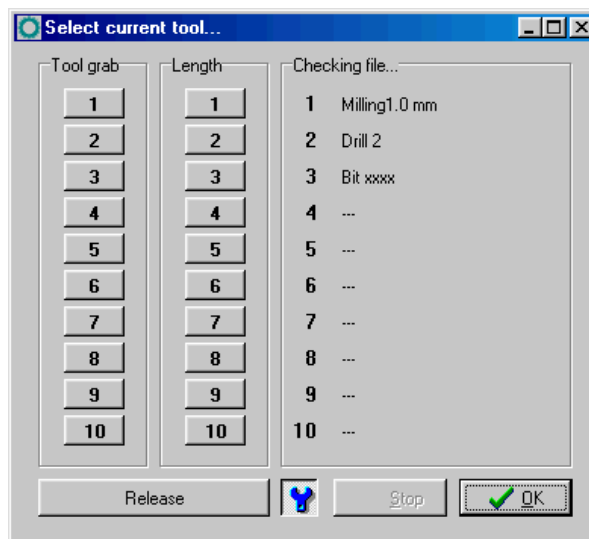 Select current tool...
Tool grab Length Checking file...
1 1 1 Milling1.0 mm
2 2 2 Drill 2
3 3 3 Bit xxxx
4 4 4 ---
5 5 5 ---
6 6 6 ---
7 7 7 ---
8 8 8 ---
9 9 9 ---
10 10 10 ---
Release Stop OK